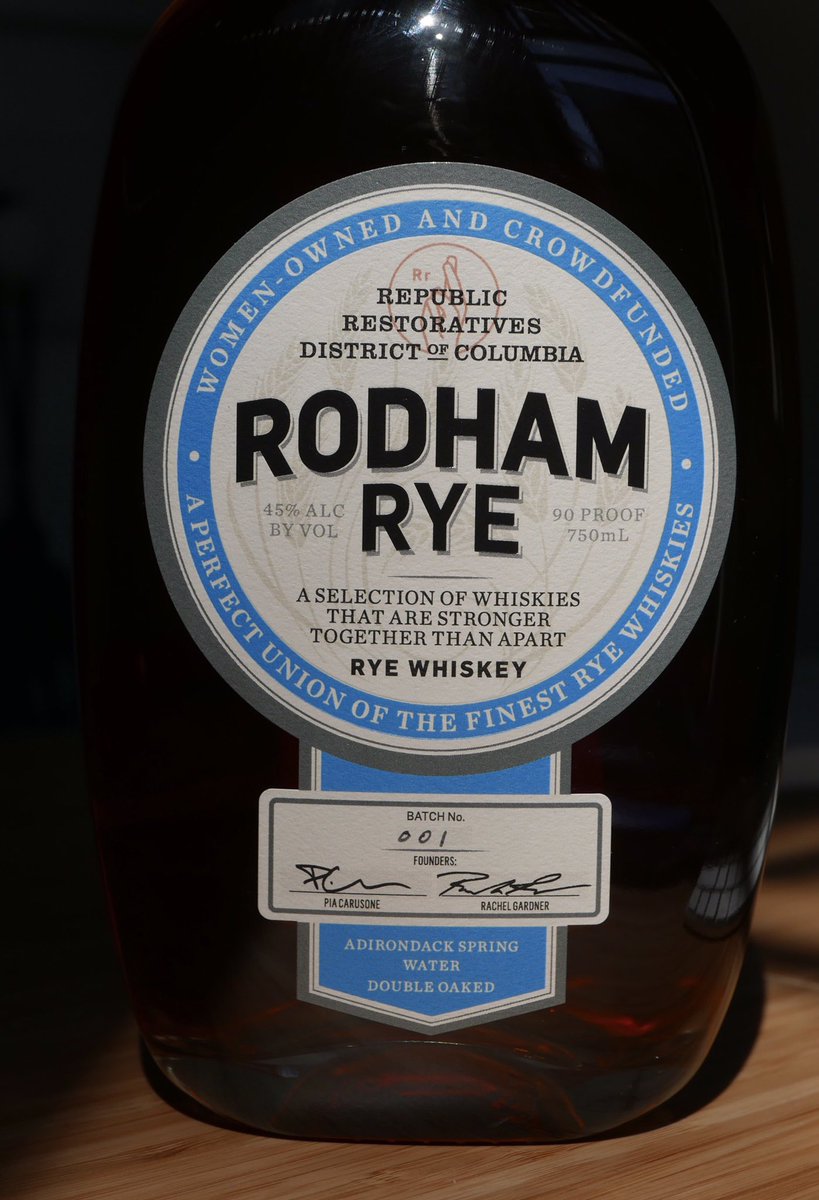 WOMEN-OWNED AND CROWDFUNDED
Rr
REPUBLIC
RESTORATIVES
DISTRICT OF COLUMBIA
RODHAM
RYE
45% ALC
BY VOL
90 PROOF
750mL
A SELECTION OF WHISKIES
THAT ARE STRONGER
TOGETHER THAN APART
RYE WHISKEY
A PERFECT UNION OF THE FINEST RYE WHISKIES
BATCH No.
001
FOUNDERS:
PIA CARUSONE
RACHEL GARDNER
ADIRONDACK SPRING
WATER
DOUBLE OAKED